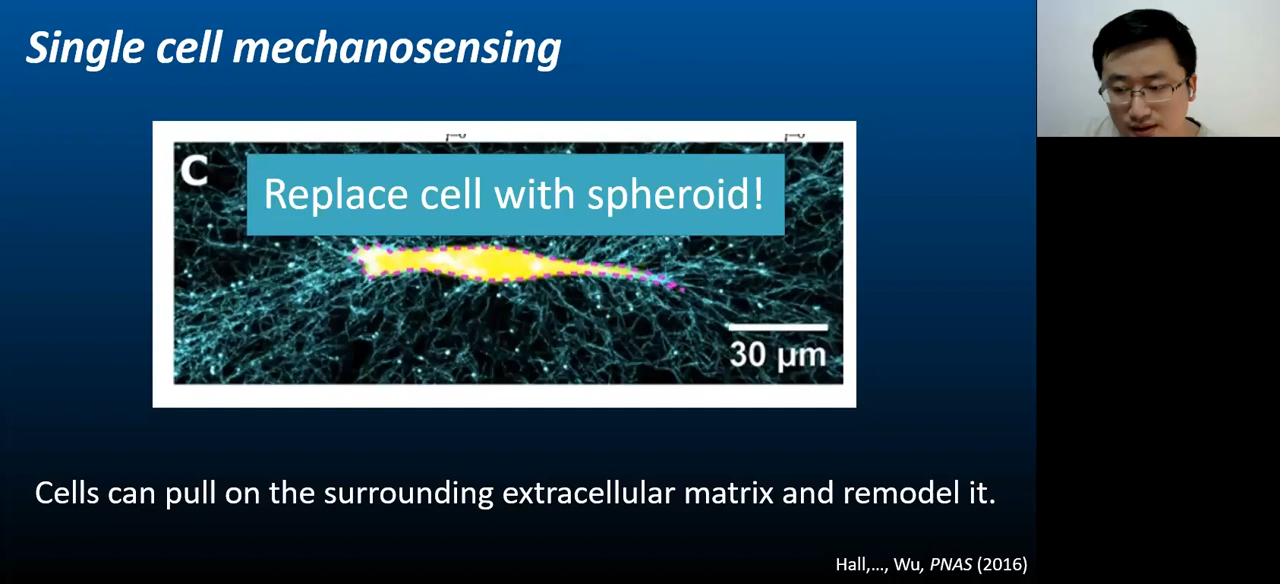 Single cell mechanosensing
C
Replace cell with spheroid!
30 µm
Cells can pull on the surrounding extracellular matrix and remodel it.
Hall,..., Wu, PNAS (2016)